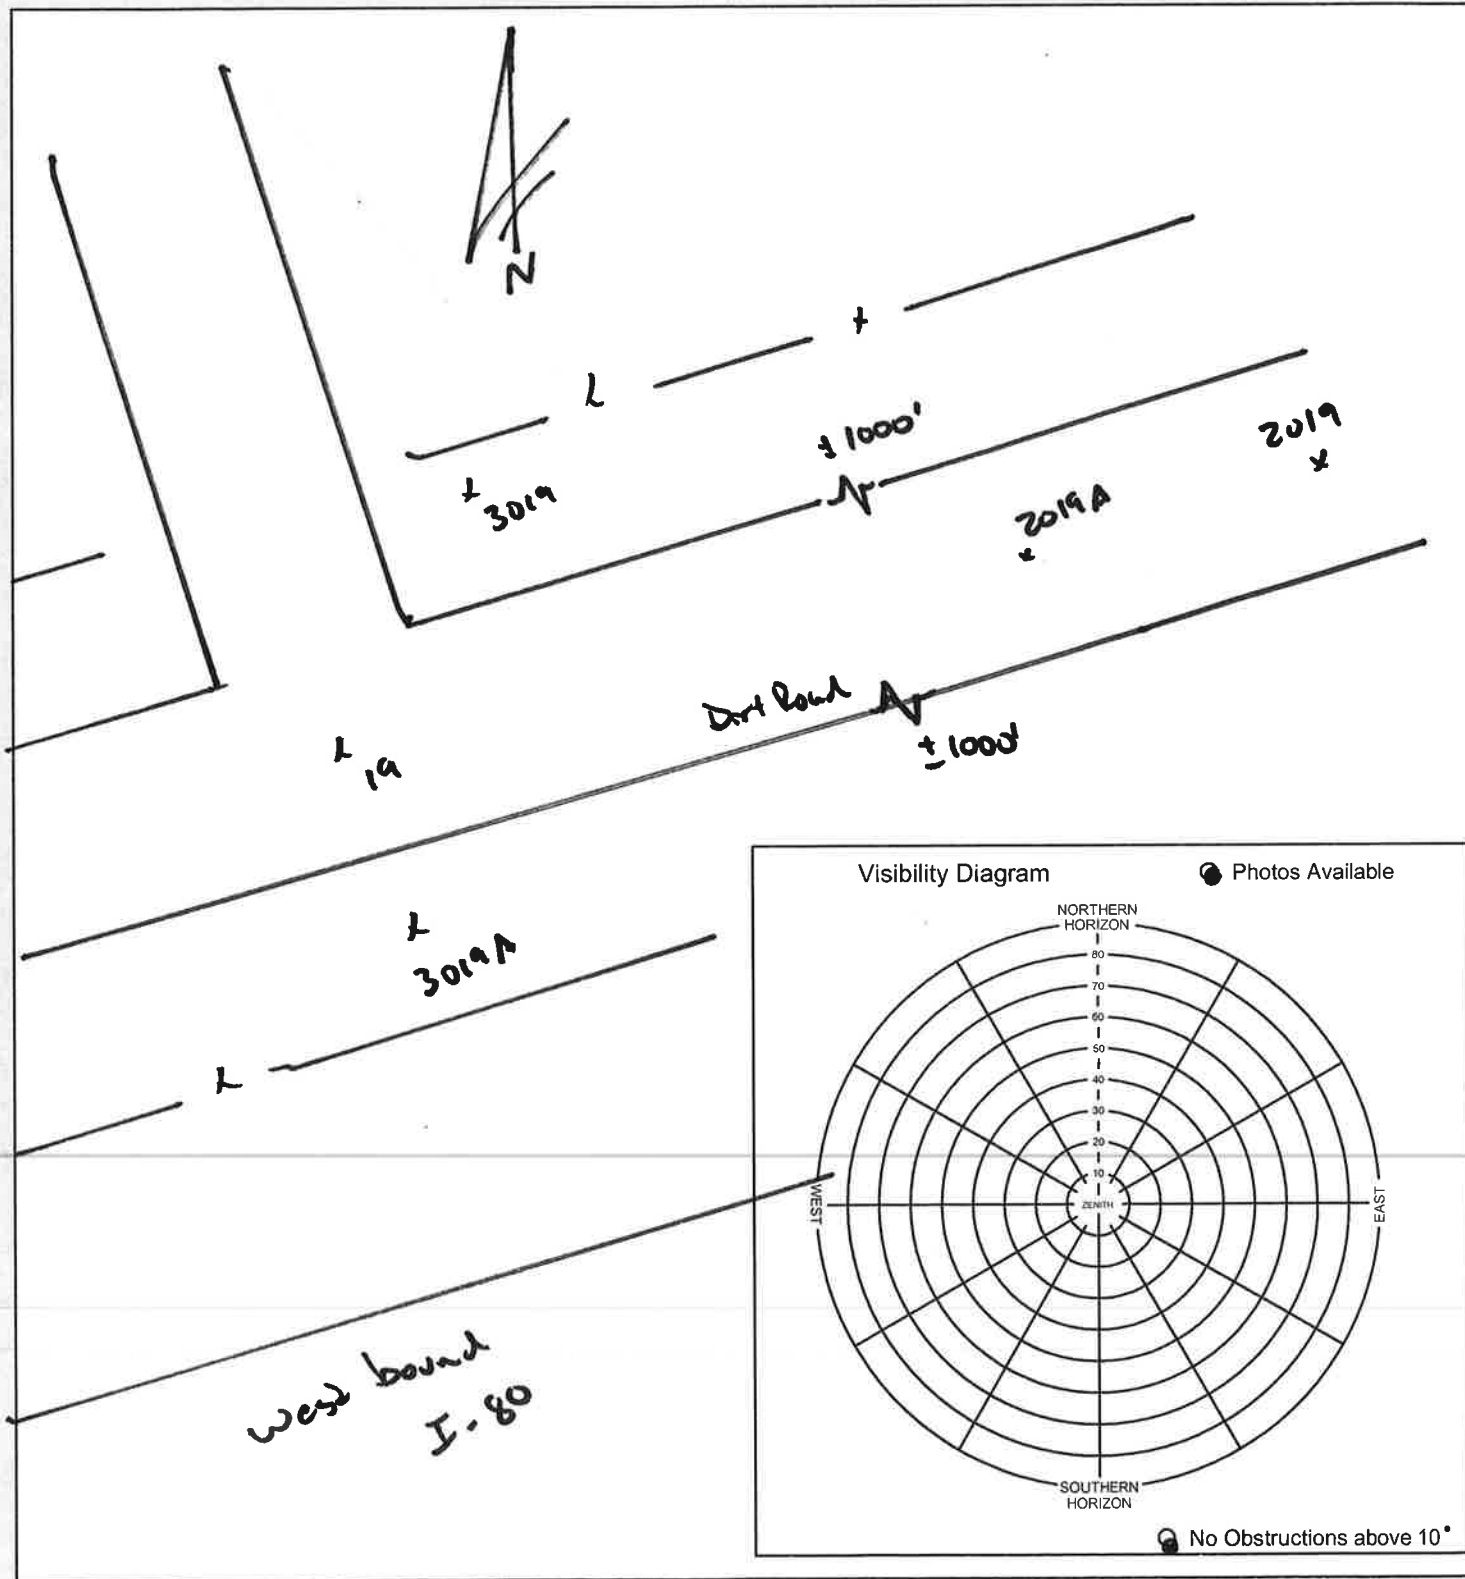 N
± 1000'
2019
3019
2019A
Dirt Road
± 1000'
19
3019A
West bound
I-80
Visibility Diagram
Photos Available
NORTHERN
HORIZON
80
70
60
50
40
30
20
10
ZENITH
WEST
EAST
SOUTHERN
HORIZON
No Obstructions above 10°